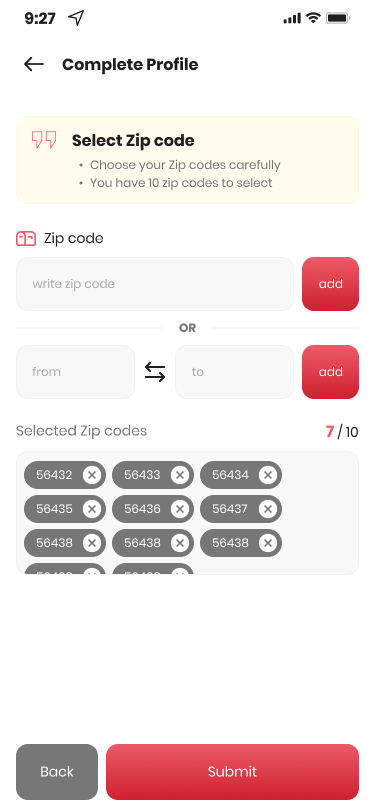 9:27
Complete Profile
Select Zip code
• Choose your Zip codes carefully
• You have 10 zip codes to select
Zip code
write zip code
add
OR
from
to
add
Selected Zip codes
7 / 10
56432 56433 56434
56435 56436 56437
56438 56438 56438
Back
Submit